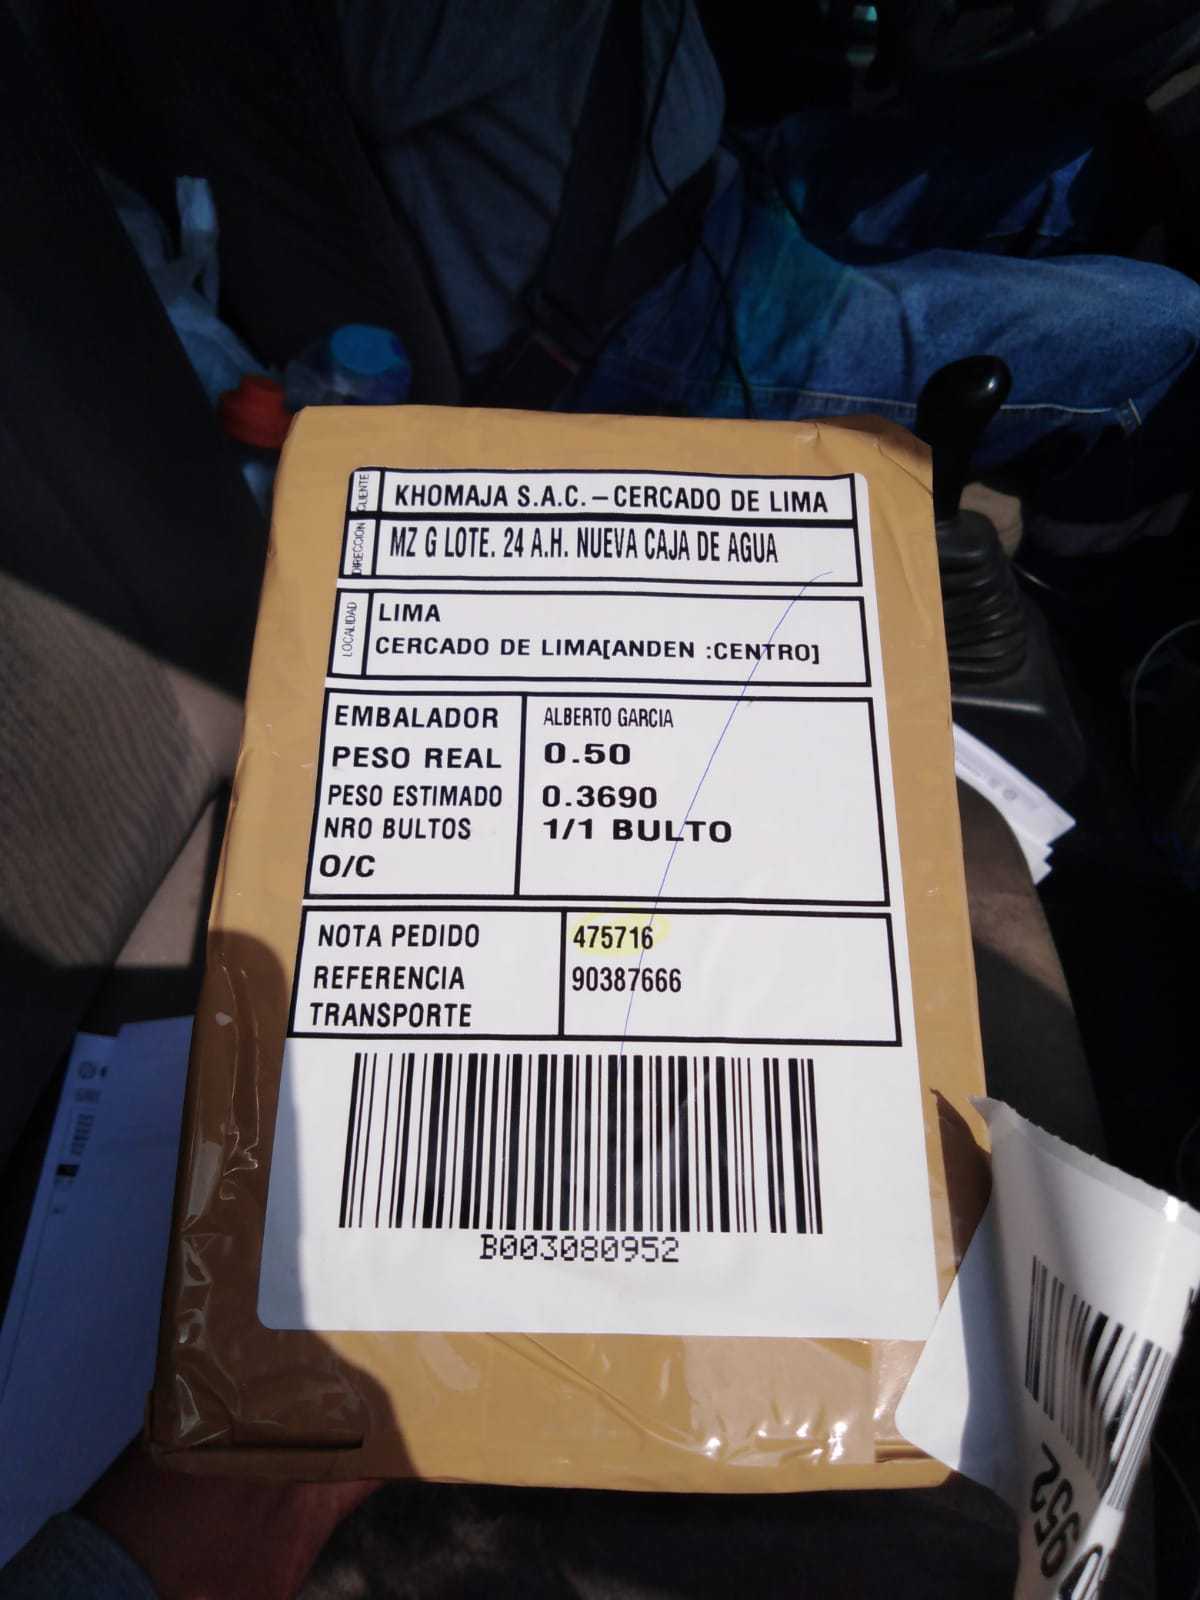 CLIENTE KHOMAJA S.A.C. – CERCADO DE LIMA
DIRECCION MZ G LOTE. 24 A.H. NUEVA CAJA DE AGUA
LOCALIDAD LIMA
CERCADO DE LIMA[ANDEN :CENTRO]
EMBALADOR ALBERTO GARCIA
PESO REAL 0.50
PESO ESTIMADO 0.3690
NRO BULTOS 1/1 BULTO
O/C
NOTA PEDIDO 475716
REFERENCIA 90387666
TRANSPORTE
B003080952
0952